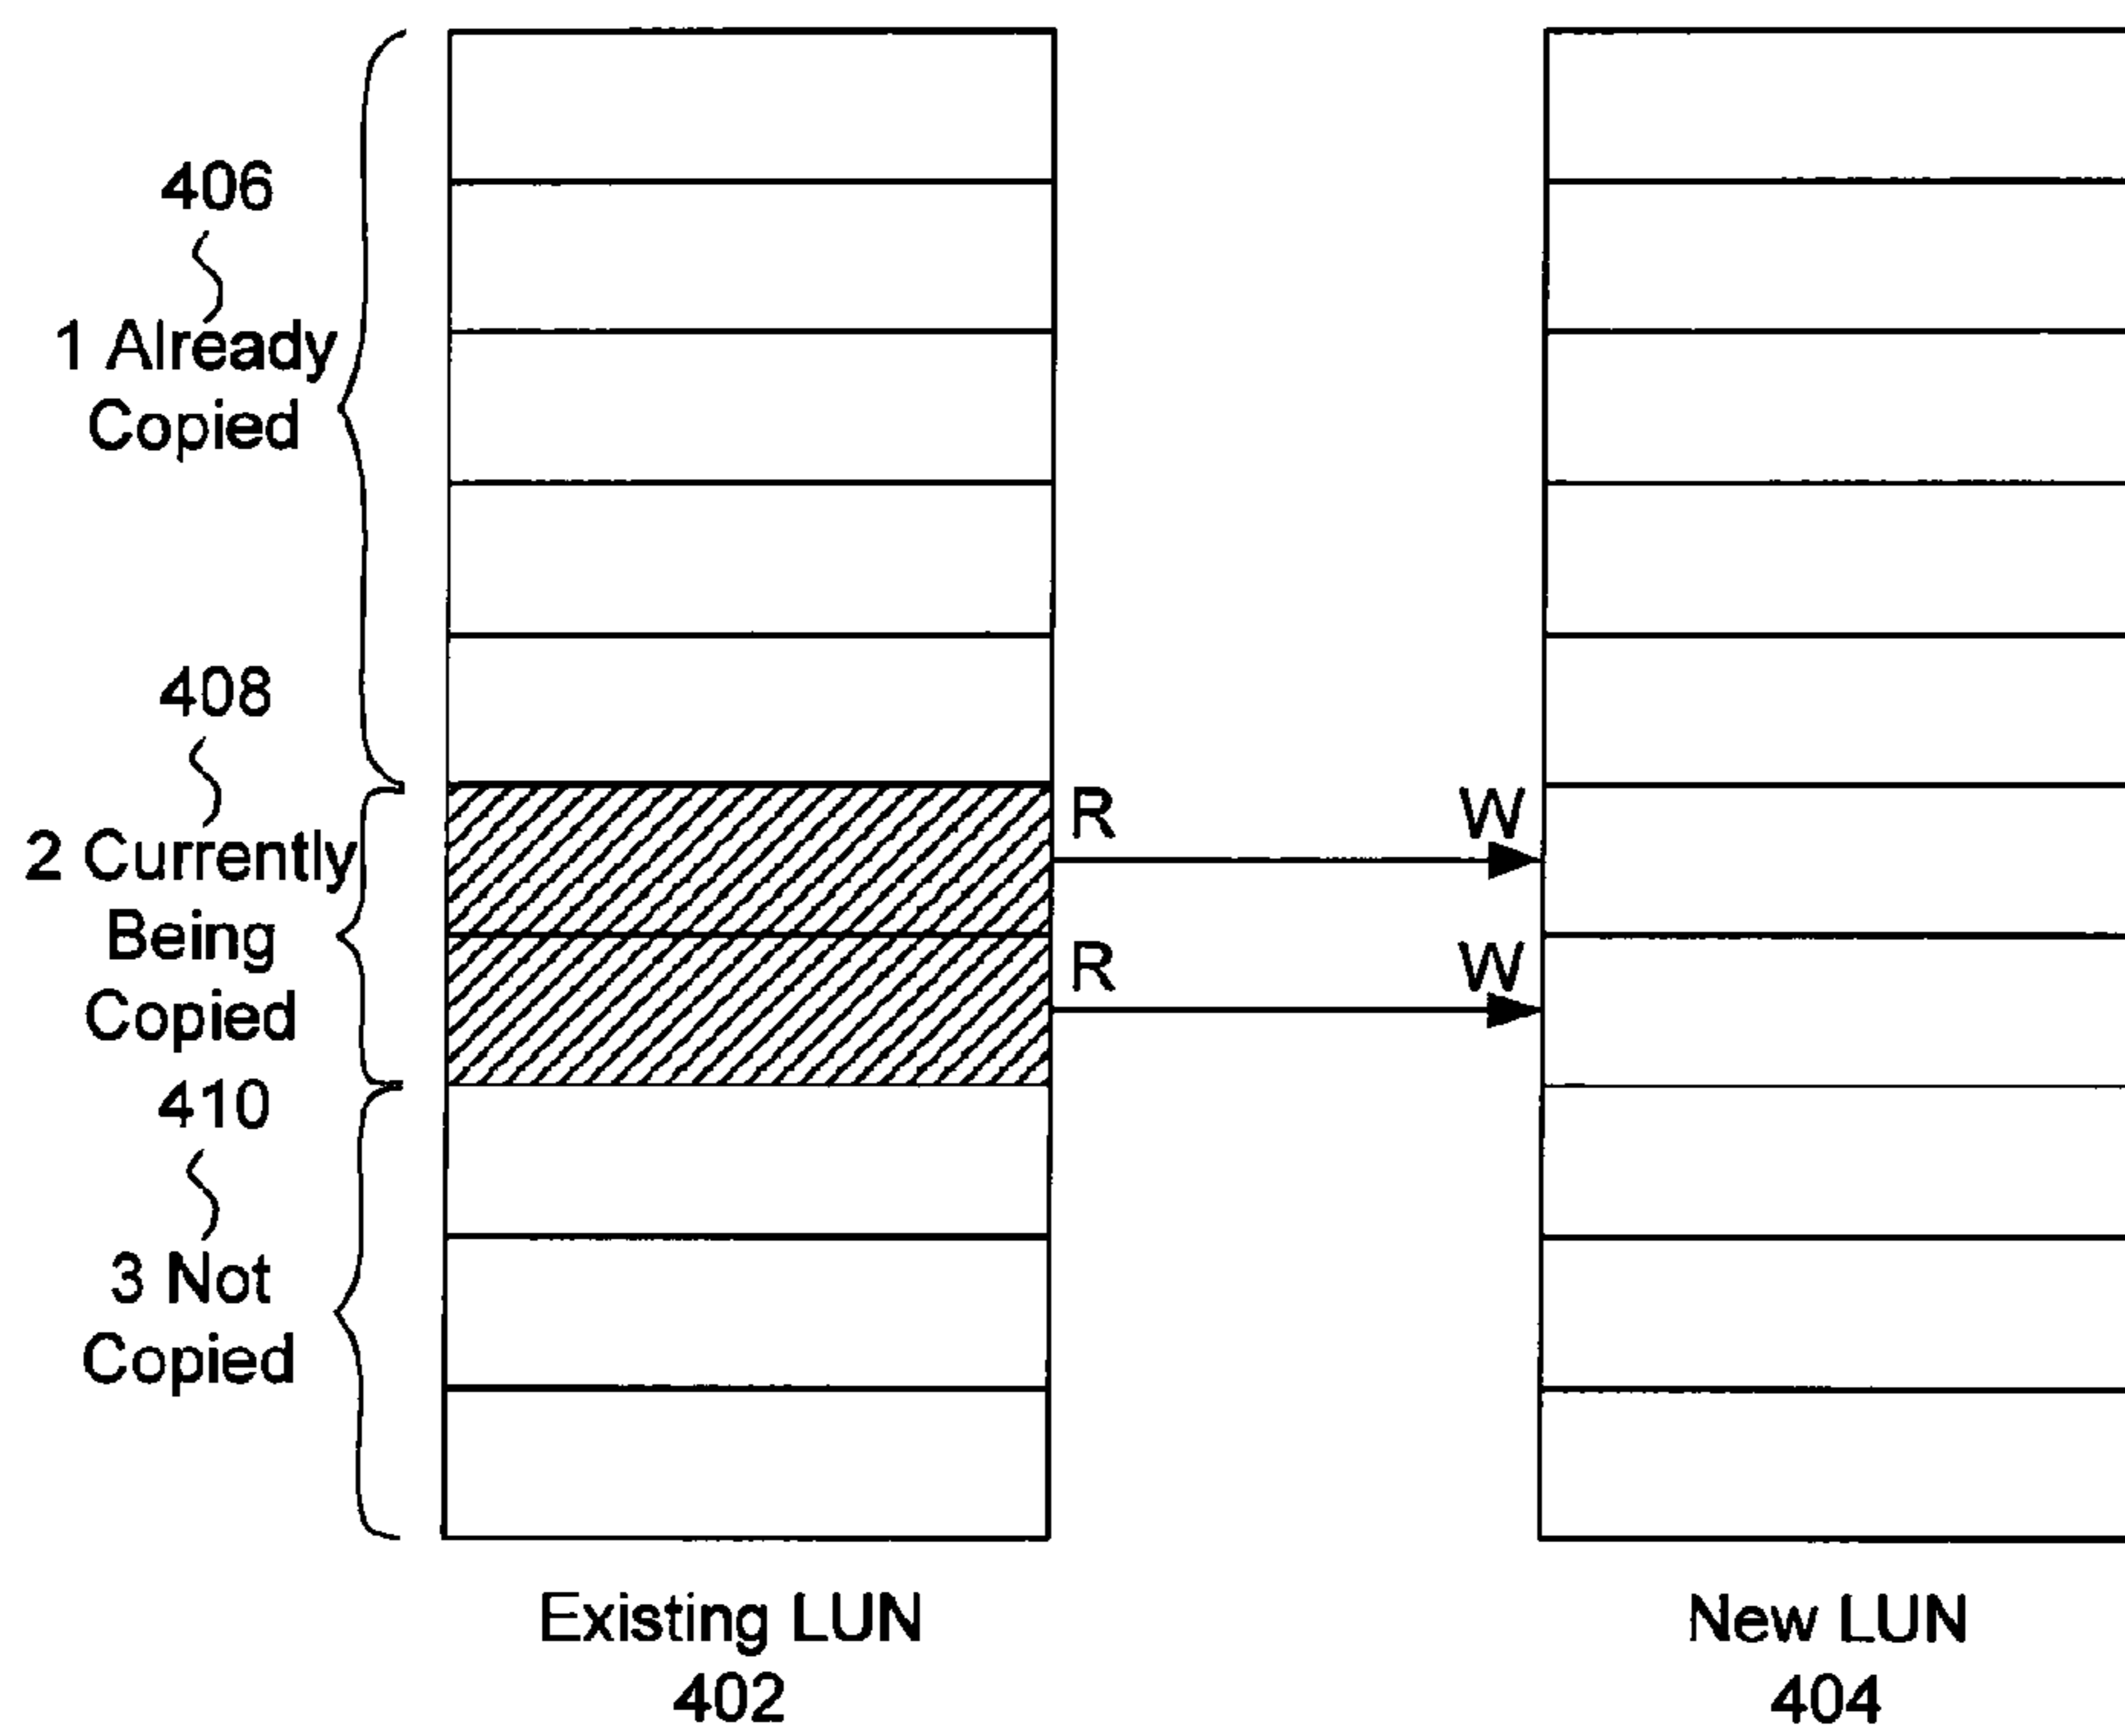 406
1 Already
Copied
408
2 Currently
Being
Copied
410
3 Not
Copied
R W
R W
Existing LUN
402
New LUN
404